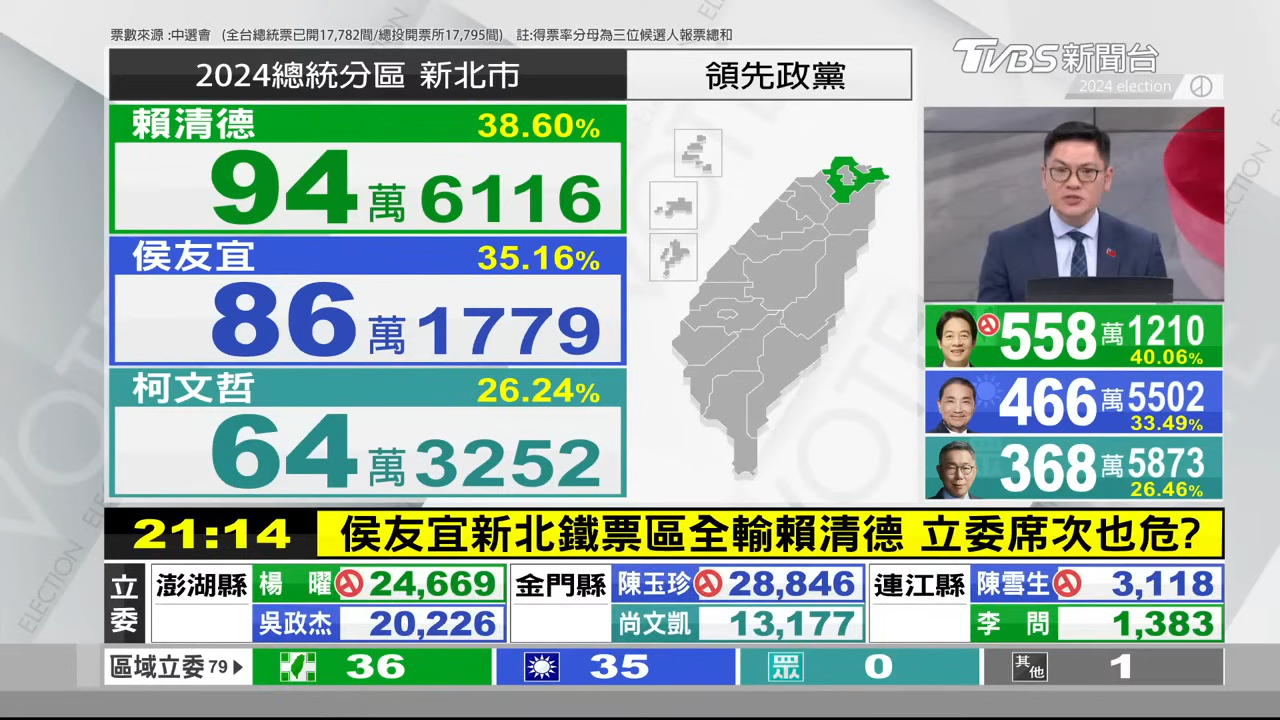 票數來源 :中選會 (全台總統票已開17,782間/總投開票所17,795間) 註:得票率分母為三位候選人報票總和
TVBS 新聞台
2024 election
2024總統分區 新北市
領先政黨
賴清德 38.60%
94萬6116
侯友宜 35.16%
86萬1779
柯文哲 26.24%
64萬3252
558萬1210
40.06%
466萬5502
33.49%
368萬5873
26.46%
21:14 侯友宜新北鐵票區全輸賴清德 立委席次也危?
立委
澎湖縣 楊 曜 24,669
吳政杰 20,226
金門縣 陳玉珍 28,846
尚文凱 13,177
連江縣 陳雪生 3,118
李 問 1,383
區域立委 79 36 35 眾 0 其他 1
VOTE
ELECTION
ELECTION
ELECTION